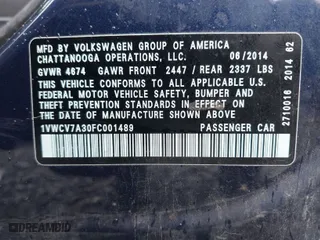 MFD BY VOLKSWAGEN GROUP OF AMERICA
CHATTANOOGA OPERATIONS, LLC. 06/2014
GVWR 4674 GAWR FRONT 2447 / REAR 2337 LBS
THIS VEHICLE CONFORMS TO ALL APPLICABLE U.S.
FEDERAL MOTOR VEHICLE SAFETY, BUMPER AND
THEFT PREVENTION STANDARDS IN EFFECT ON THE
DATE OF MANUFACTURE SHOWN ABOVE.
1VWCV7A30FC001489 PASSENGER CAR
2710016 2014 62
DREAMBID